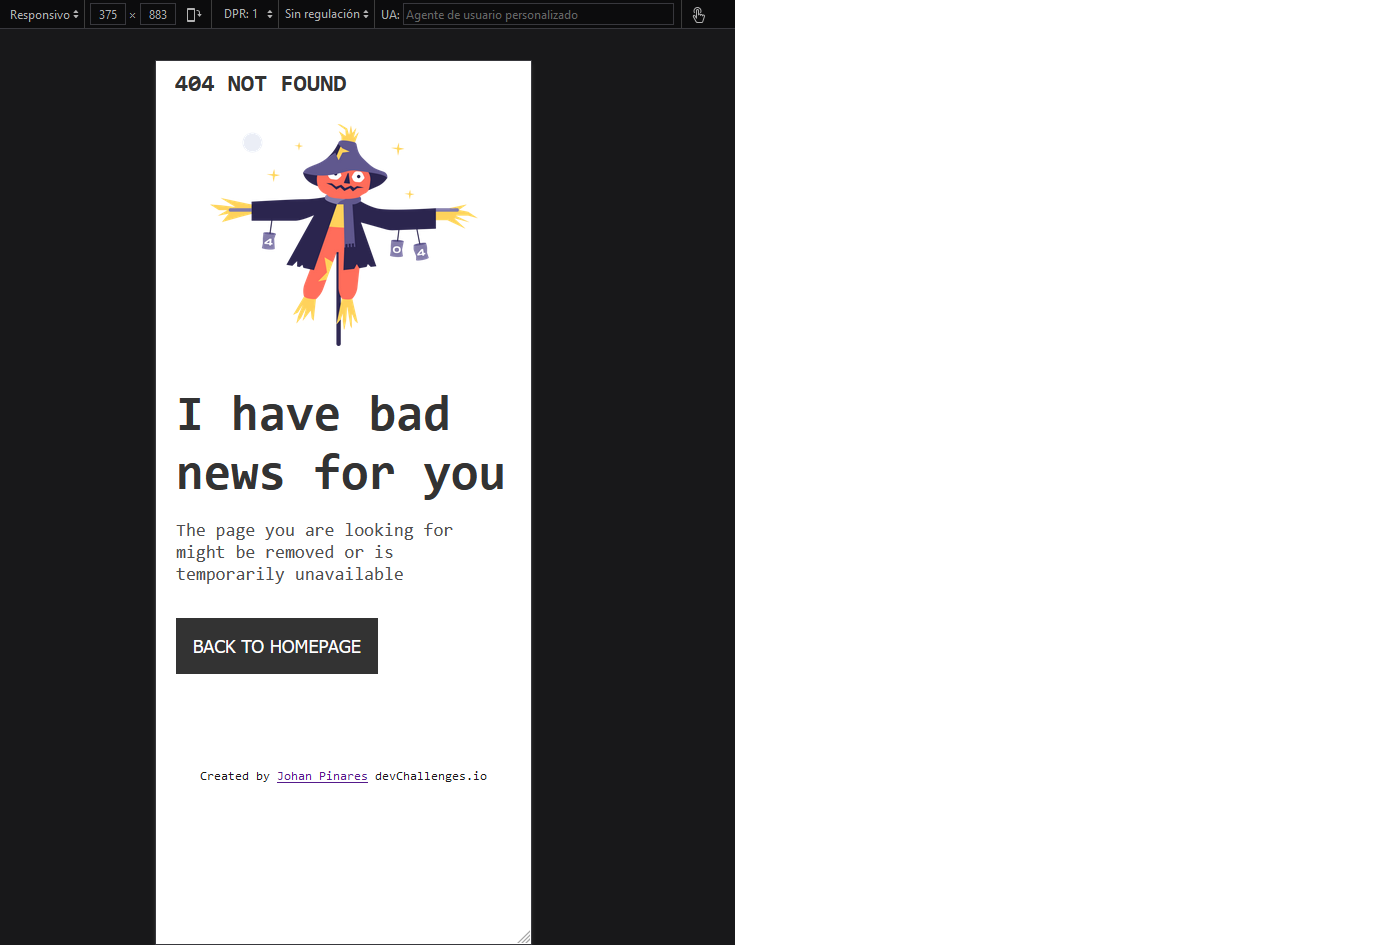 Responsivo 375 × 883 DPR: 1 Sin regulación UA: Agente de usuario personalizado
404 NOT FOUND
4
0
4
I have bad
news for you
The page you are looking for
might be removed or is
temporarily unavailable
BACK TO HOMEPAGE
Created by Johan Pinares devChallenges.io